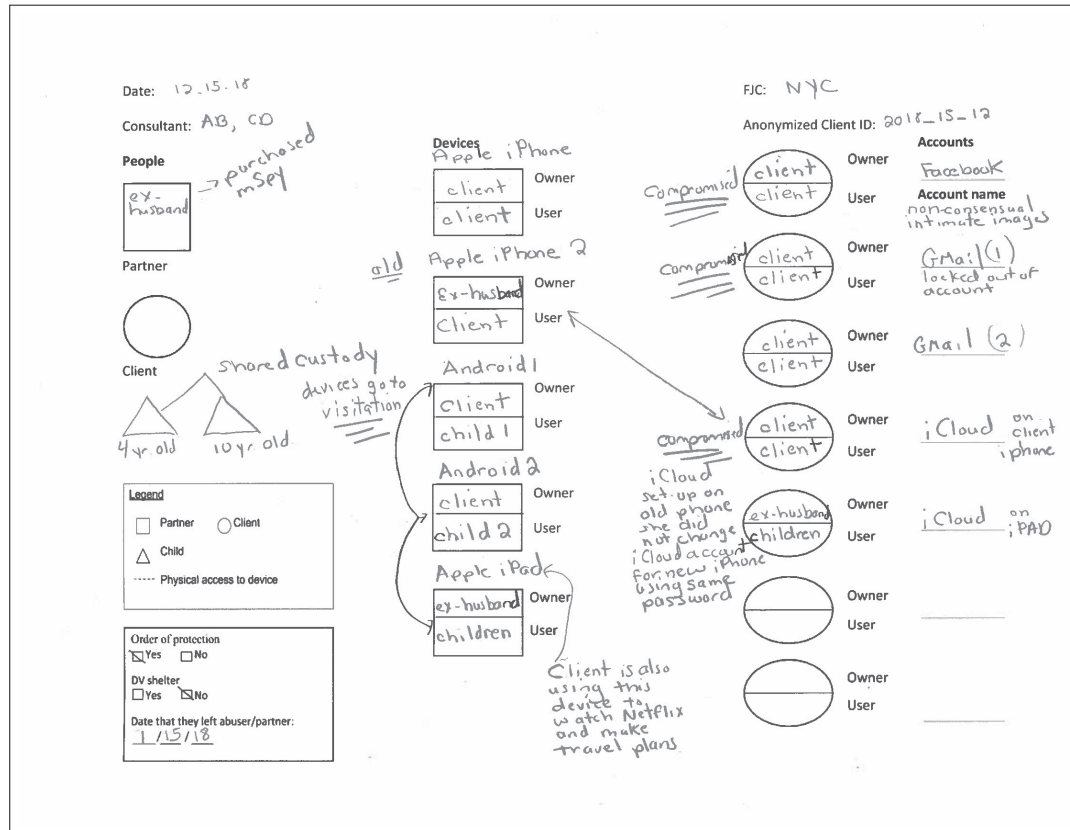 Date: 12.15.18
Consultant: AB, CD
People
ex-
husband
→ purchased
mSpy
Partner
Client
shared custody
4 yr. old
10 yr. old
devices go to
visitation
Legend
Partner
Client
Child
Physical access to device
Order of protection
Yes No
DV shelter
Yes No
Date that they left abuser/partner:
1/15/18
Devices
Apple iPhone
client Owner
client User
old
Apple iPhone 2
Ex-husband Owner
Client User
Android 1
Client Owner
child 1 User
Android 2
client Owner
child 2 User
Apple iPad
ex-husband Owner
children User
Client is also
using this
device to
watch Netflix
and make
travel plans
FJC: NYC
Anonymized Client ID: 2018_15_12
Accounts
Compromised
client Owner
client User
Facebook
Account name
non-consensual
intimate images
Compromised
client Owner
client User
GMail (1)
locked out of
account
client Owner
client User
GMail (2)
compromised
client Owner
client User
iCloud on
client
iphone
iCloud
set-up on
old phone
she did
not change
iCloud account
for new iPhone
using same
password
ex-husband Owner
children User
iCloud on
iPAD
Owner
User
Owner
User